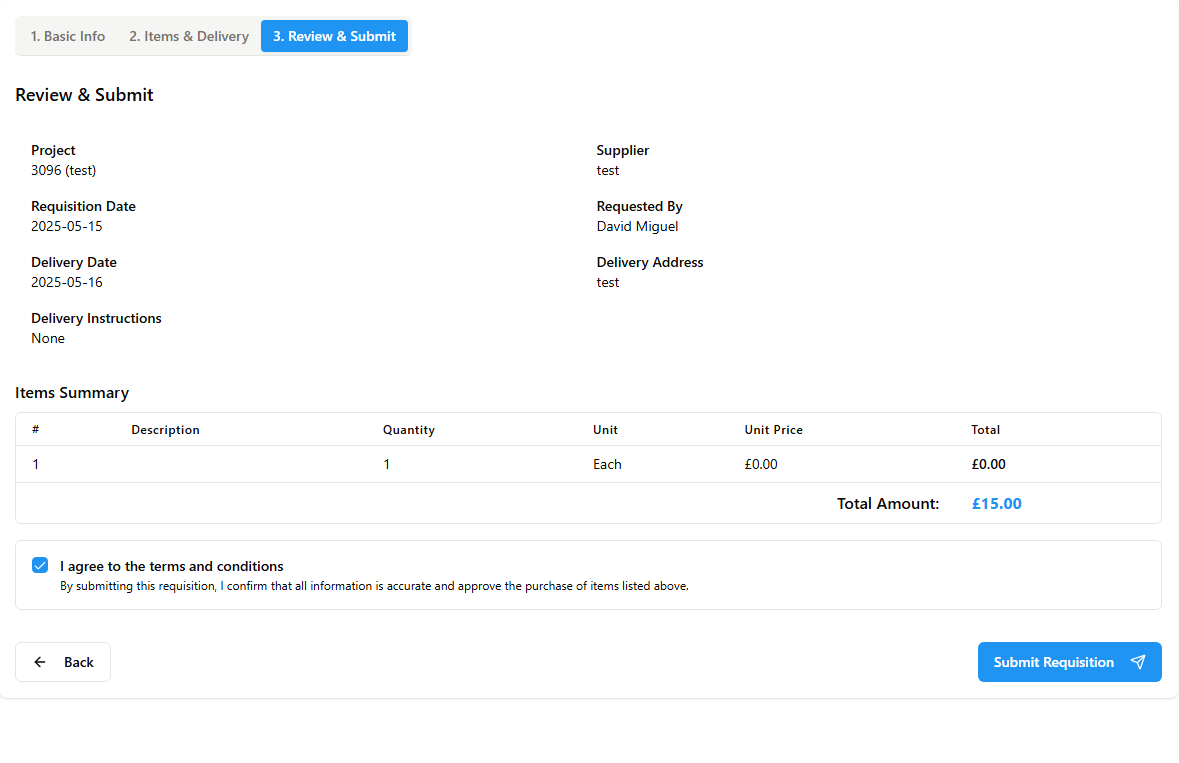 1. Basic Info 2. Items & Delivery 3. Review & Submit
Review & Submit
Project
3096 (test)
Supplier
test
Requisition Date
2025-05-15
Requested By
David Miguel
Delivery Date
2025-05-16
Delivery Address
test
Delivery Instructions
None
Items Summary
# Description Quantity Unit Unit Price Total
1 1 Each £0.00 £0.00
Total Amount: £15.00
I agree to the terms and conditions
By submitting this requisition, I confirm that all information is accurate and approve the purchase of items listed above.
Back Submit Requisition